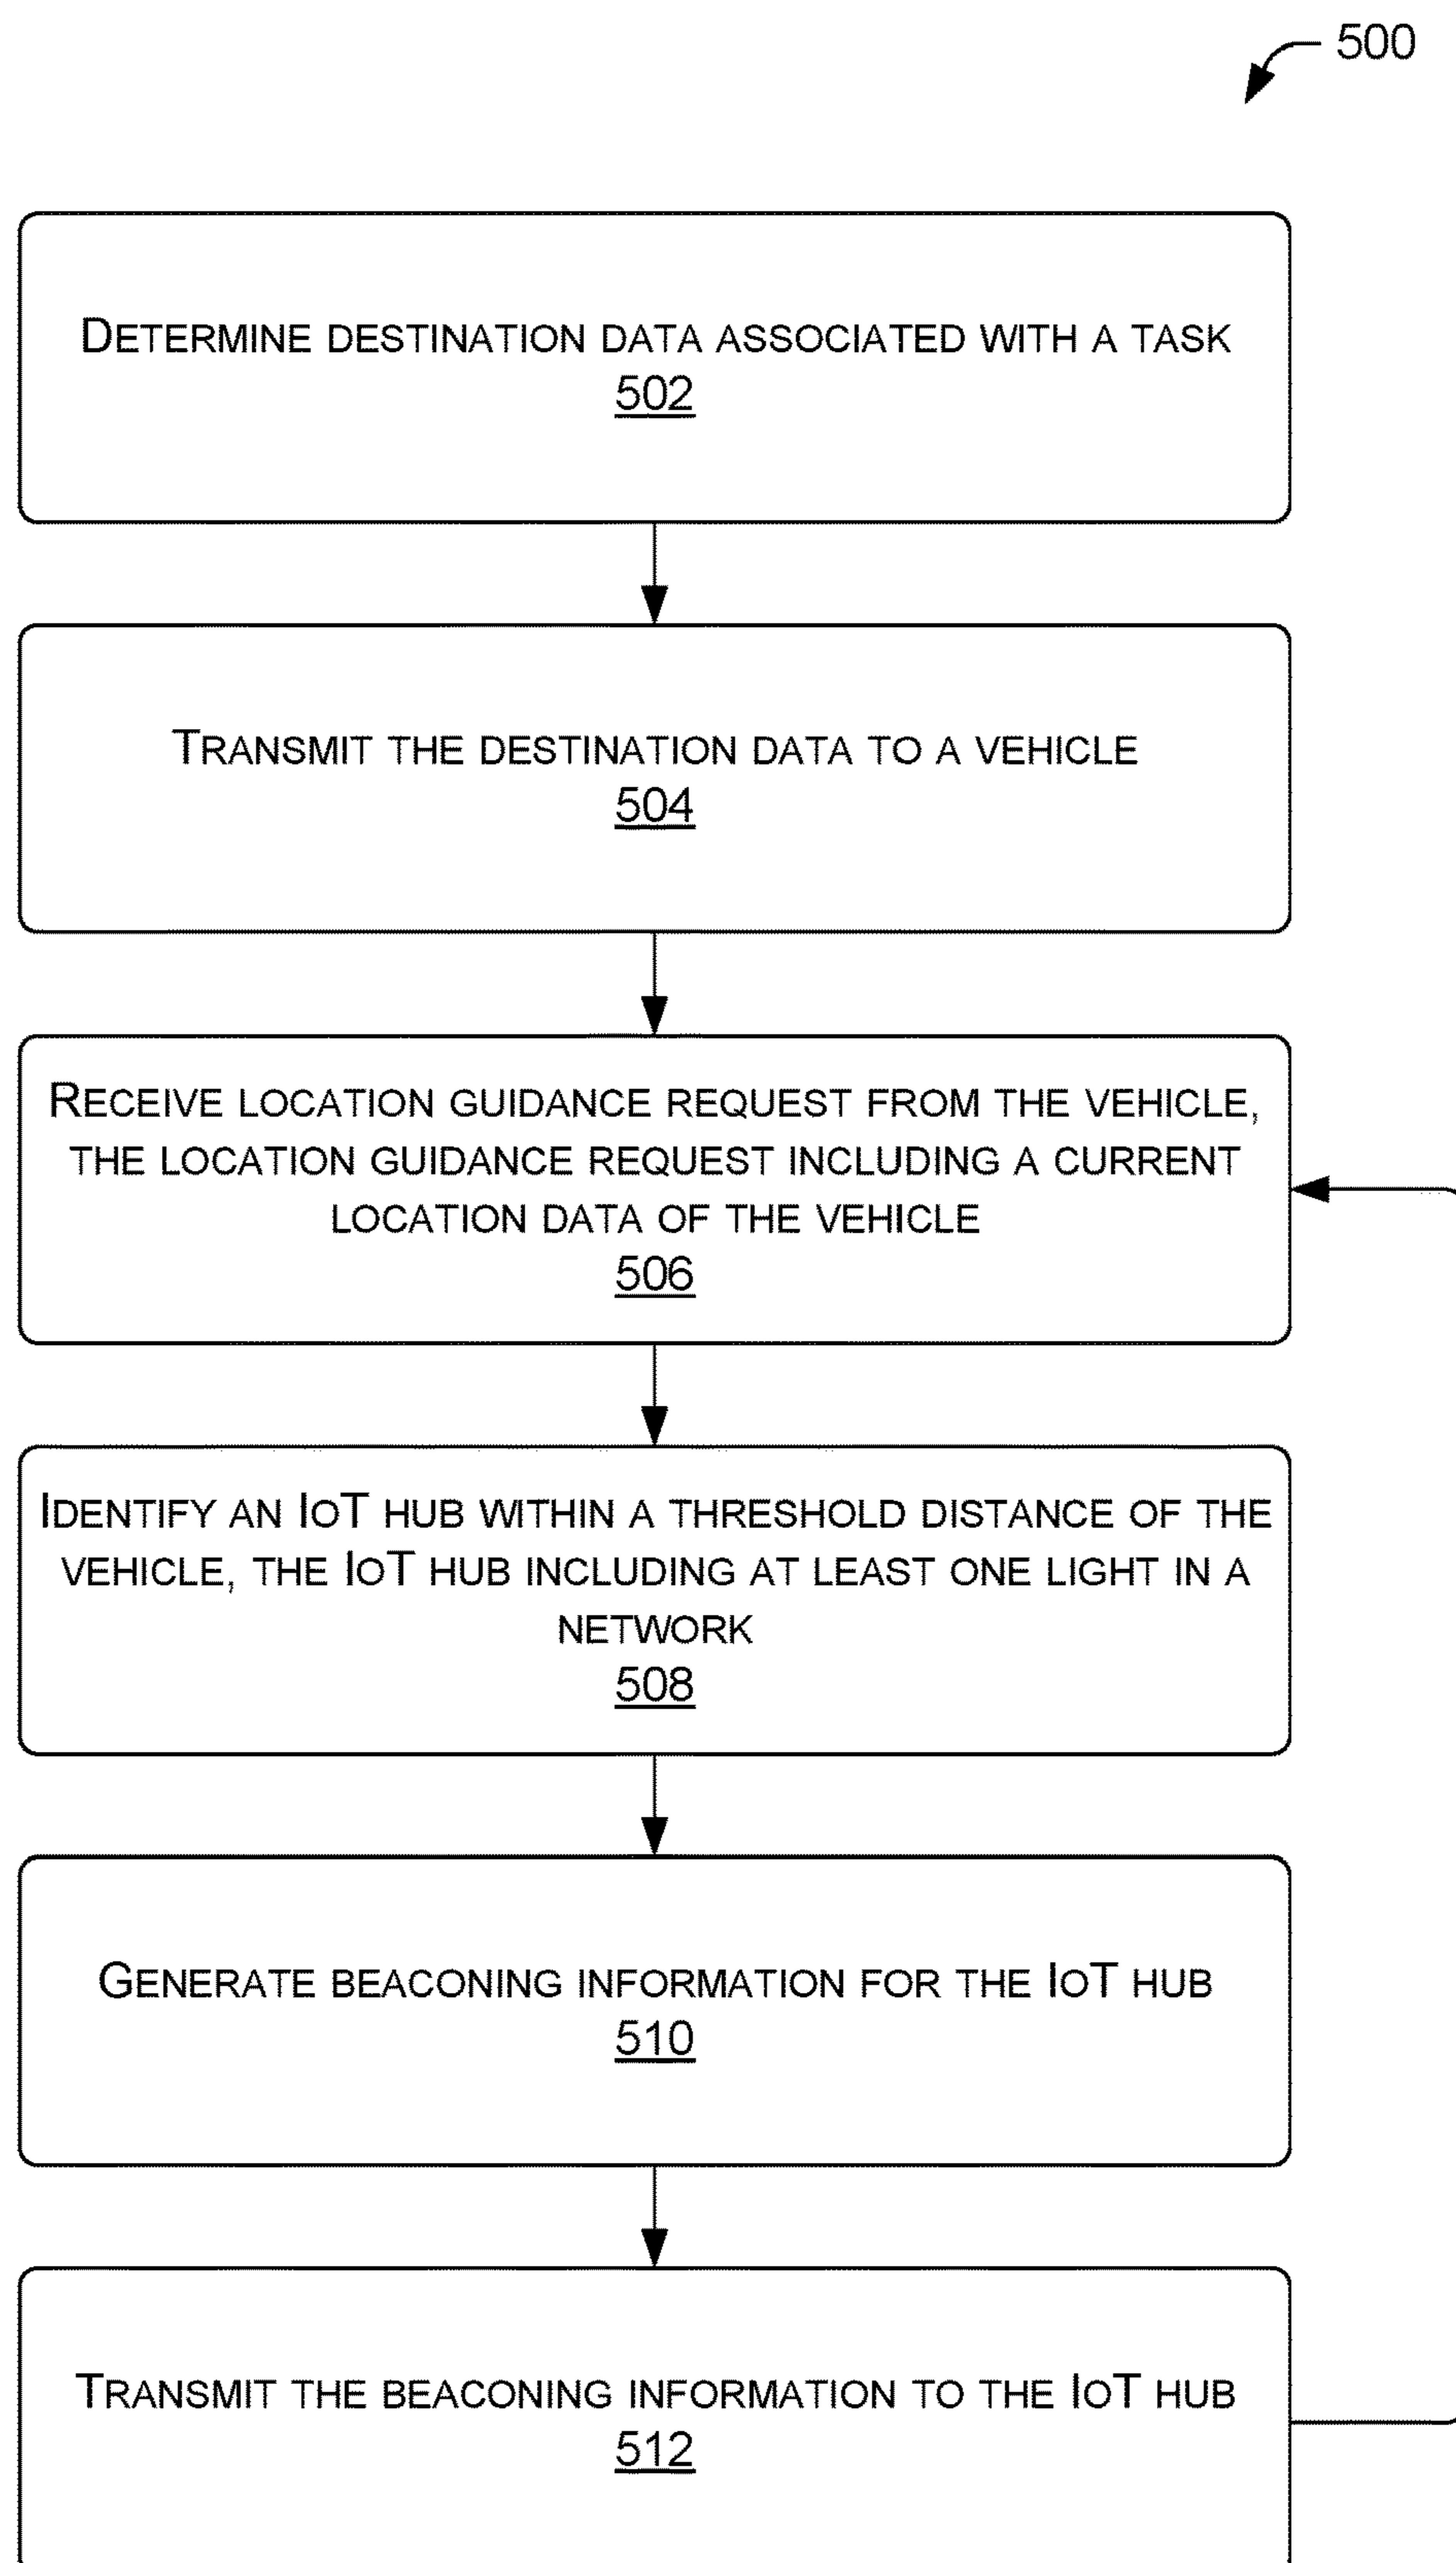 500
DETERMINE DESTINATION DATA ASSOCIATED WITH A TASK
502
TRANSMIT THE DESTINATION DATA TO A VEHICLE
504
RECEIVE LOCATION GUIDANCE REQUEST FROM THE VEHICLE,
THE LOCATION GUIDANCE REQUEST INCLUDING A CURRENT
LOCATION DATA OF THE VEHICLE
506
IDENTIFY AN IOT HUB WITHIN A THRESHOLD DISTANCE OF THE
VEHICLE, THE IOT HUB INCLUDING AT LEAST ONE LIGHT IN A
NETWORK
508
GENERATE BEACONING INFORMATION FOR THE IOT HUB
510
TRANSMIT THE BEACONING INFORMATION TO THE IOT HUB
512